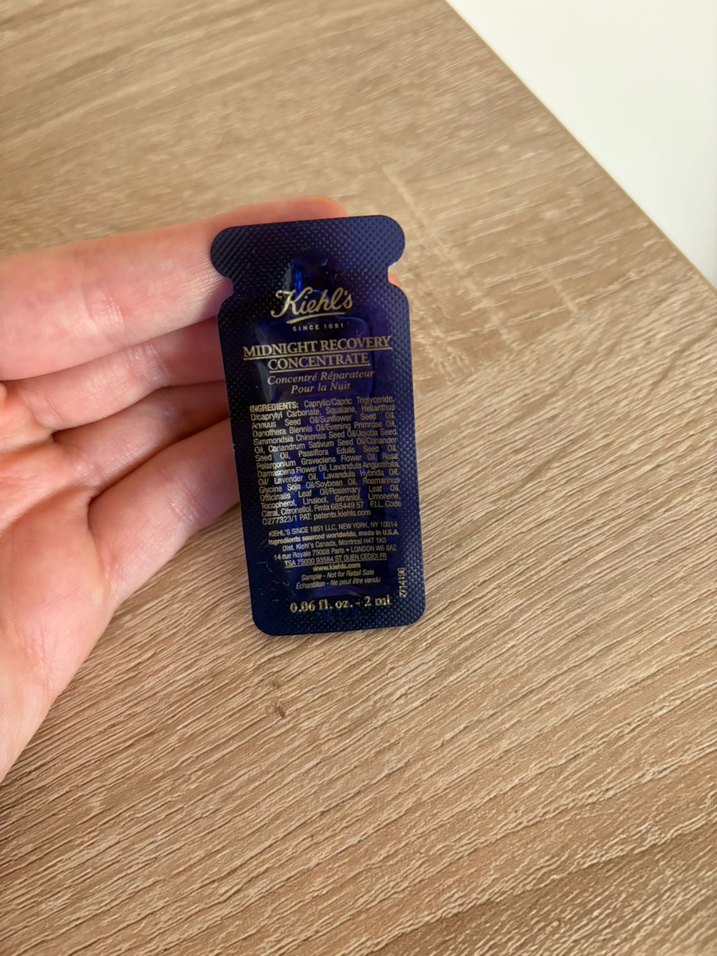 Kiehl's
SINCE 1851
MIDNIGHT RECOVERY
CONCENTRATE
Concentré Réparateur
Pour la Nuit
INGREDIENTS: Caprylic/Capric Triglyceride,
Dicaprylyl Carbonate, Squalane, Helianthus
Annuus Seed Oil/Sunflower Seed Oil,
Oenothera Biennis Oil/Evening Primrose Oil,
Simmondsia Chinensis Seed Oil/Jojoba Seed
Oil, Coriandrum Sativum Seed Oil/Coriander
Seed Oil, Passiflora Edulis Seed Oil,
Pelargonium Graveolens Flower Oil, Rosa
Damascena Flower Oil, Lavandula Angustifolia
Oil/ Lavender Oil, Lavandula Hybrida Oil,
Glycine Soja Oil/Soybean Oil, Rosmarinus
Officinalis Leaf Oil/Rosemary Leaf Oil,
Tocopherol, Linalool, Geraniol, Limonene,
Citral, Citronellol. Fmla 665449 57 F.I.L. Code
D277323/1 PAT: patents.kiehls.com
KIEHL'S SINCE 1851 LLC, NEW YORK, NY 10014
Ingredients sourced worldwide, made in U.S.A.
Dist. Kiehl's Canada, Montreal H4T 1K5
14 rue Royale 75008 Paris • LONDON W6 8AZ
TSA 75000 93584 ST OUEN CEDEX FR
www.kiehls.com
Sample - Not for Retail Sale
Échantillon - Ne peut être vendu
0.06 fl. oz. - 2 ml